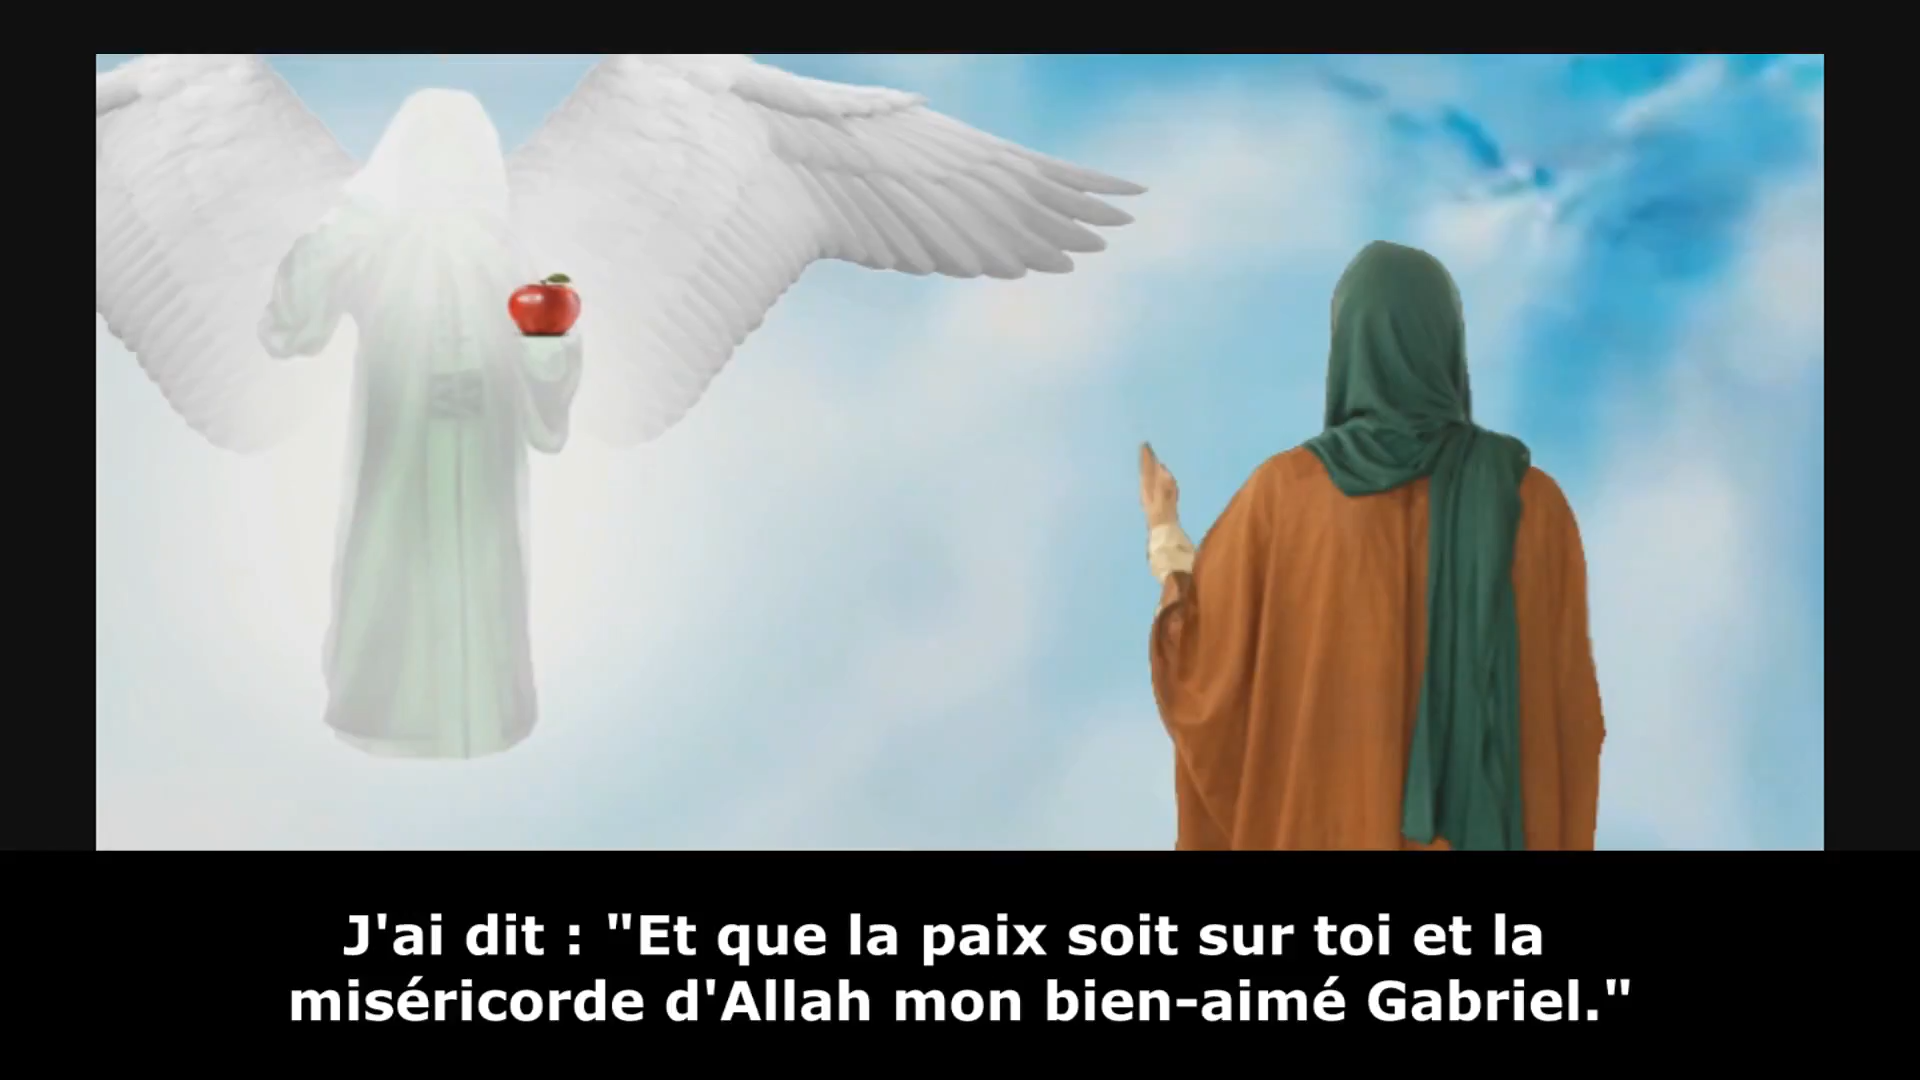 J'ai dit : "Et que la paix soit sur toi et la
miséricorde d'Allah mon bien-aimé Gabriel."